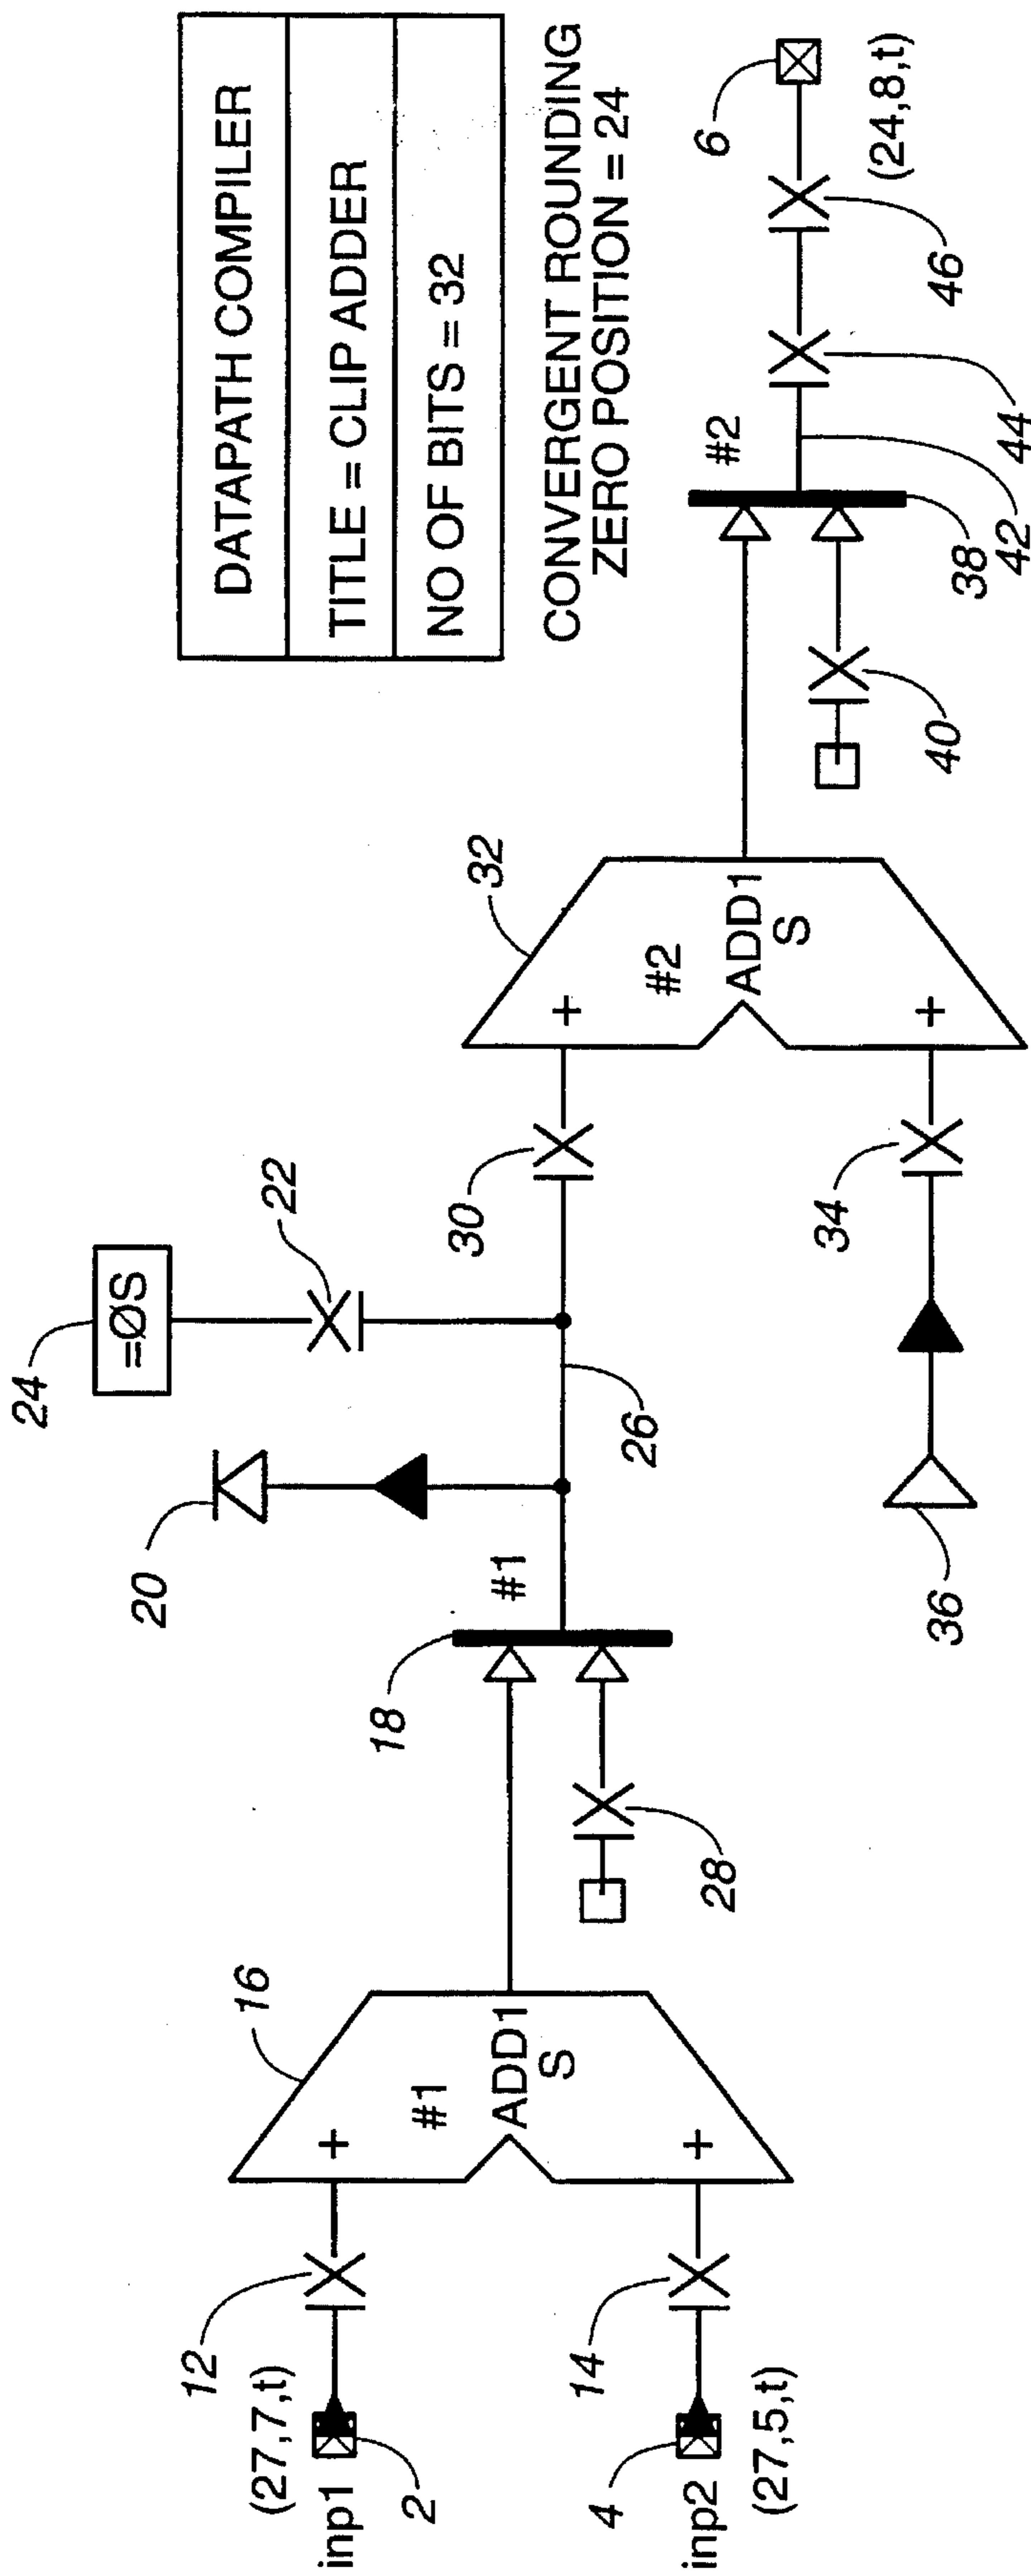 DATAPATH COMPILER
TITLE = CLIP ADDER
NO OF BITS = 32
CONVERGENT ROUNDING
ZERO POSITION = 24
24
=ØS
22
20
12
(27,7,t)
inp1
2
16
+
#1
ADD1
S
+
14
4
inp2
(27,5,t)
18
#1
28
26
30
32
+
#2
ADD1
S
+
34
36
#2
38
40
42
44
46
6
(24,8,t)